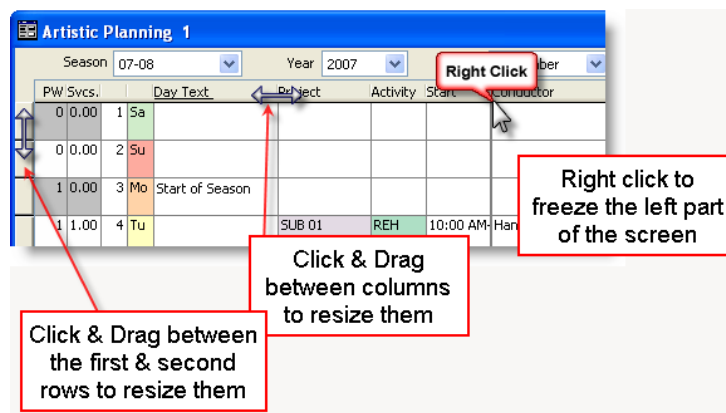 Artistic Planning 1
Season 07-08 Year 2007
Right Click
PW Svcs. Day Text Project Activity Start Conductor
0 0.00 1 Sa
0 0.00 2 Su
1 0.00 3 Mo Start of Season
1 1.00 4 Tu SUB 01 REH 10:00 AM- Han
Right click to
freeze the left part
of the screen
Click & Drag
between columns
to resize them
Click & Drag between
the first & second
rows to resize them